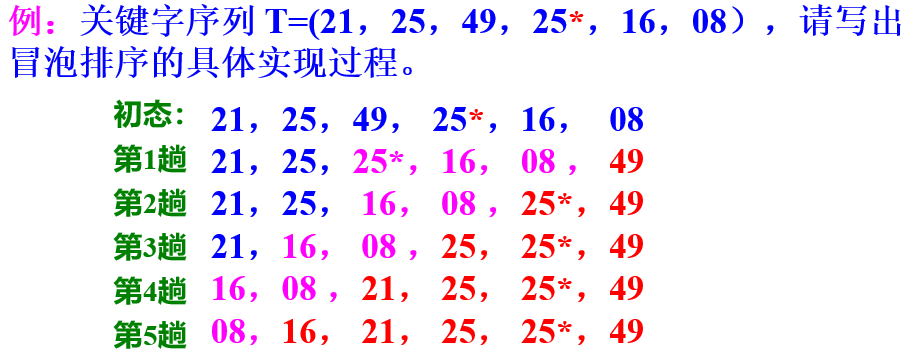 例：关键字序列 T=(21，25，49，25*，16，08），请写出
冒泡排序的具体实现过程。
初态： 21，25，49， 25*，16， 08
第1趟 21，25，25*，16， 08 ， 49
第2趟 21，25， 16， 08 ，25*，49
第3趟 21，16， 08 ，25， 25*，49
第4趟 16，08 ，21， 25， 25*，49
第5趟 08，16， 21， 25， 25*，49